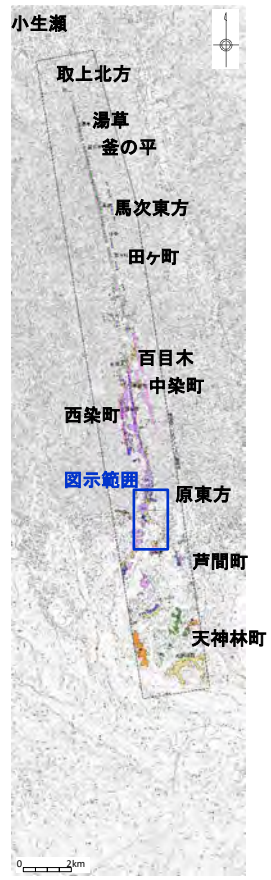 小生瀬
取上北方
湯草
釜の平
馬次東方
田ヶ町
百目木
中染町
西染町
図示範囲
原東方
芦間町
天神林町
0 2km